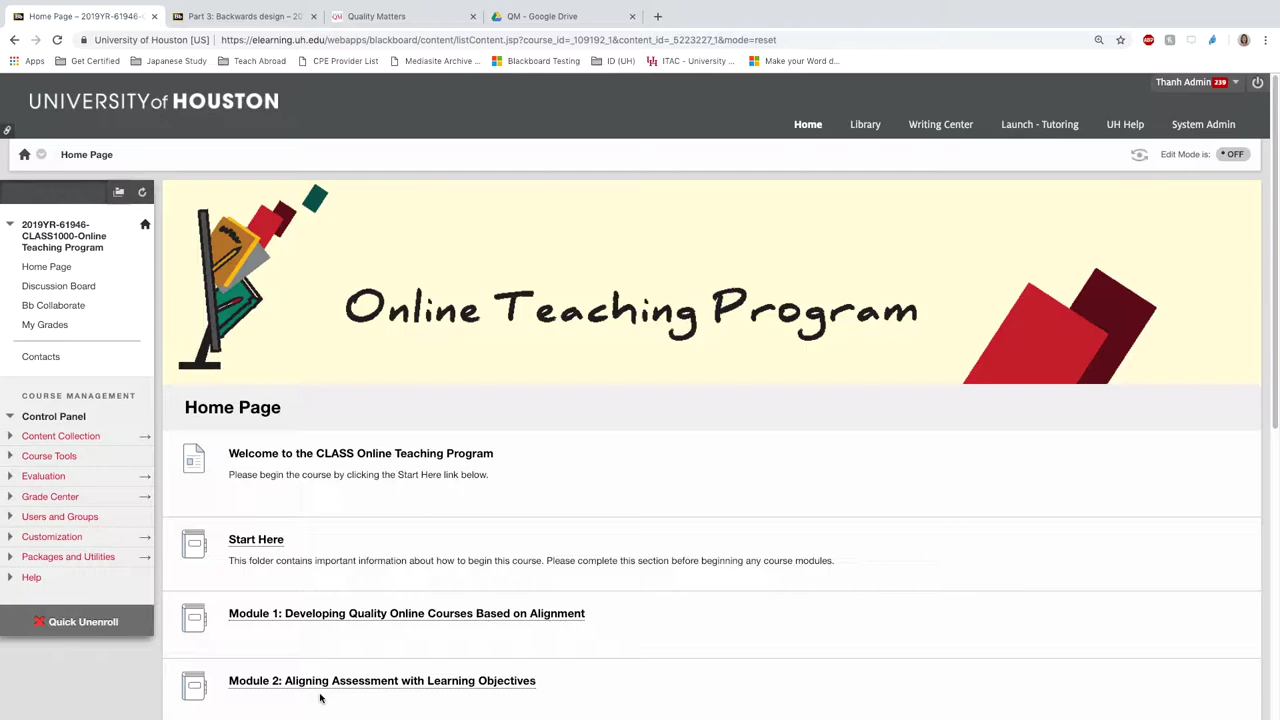 Home Page – 2019YR-61946-C
Part 3: Backwards design – 20
QM Quality Matters
QM - Google Drive
University of Houston [US]
https://elearning.uh.edu/webapps/blackboard/content/listContent.jsp?course_id=_109192_1&content_id=_5223227_1&mode=reset
Apps
Get Certified
Japanese Study
Teach Abroad
CPE Provider List
Mediasite Archive ...
Blackboard Testing
ID (UH)
ITAC - University ...
Make your Word d...
UNIVERSITY of HOUSTON
Thanh Admin 239
Home
Library
Writing Center
Launch - Tutoring
UH Help
System Admin
Home Page
Edit Mode is: OFF
2019YR-61946-
CLASS1000-Online
Teaching Program
Home Page
Discussion Board
Bb Collaborate
My Grades
Contacts
COURSE MANAGEMENT
Control Panel
Content Collection
Course Tools
Evaluation
Grade Center
Users and Groups
Customization
Packages and Utilities
Help
Quick Unenroll
Online Teaching Program
Home Page
Welcome to the CLASS Online Teaching Program
Please begin the course by clicking the Start Here link below.
Start Here
This folder contains important information about how to begin this course. Please complete this section before beginning any course modules.
Module 1: Developing Quality Online Courses Based on Alignment
Module 2: Aligning Assessment with Learning Objectives